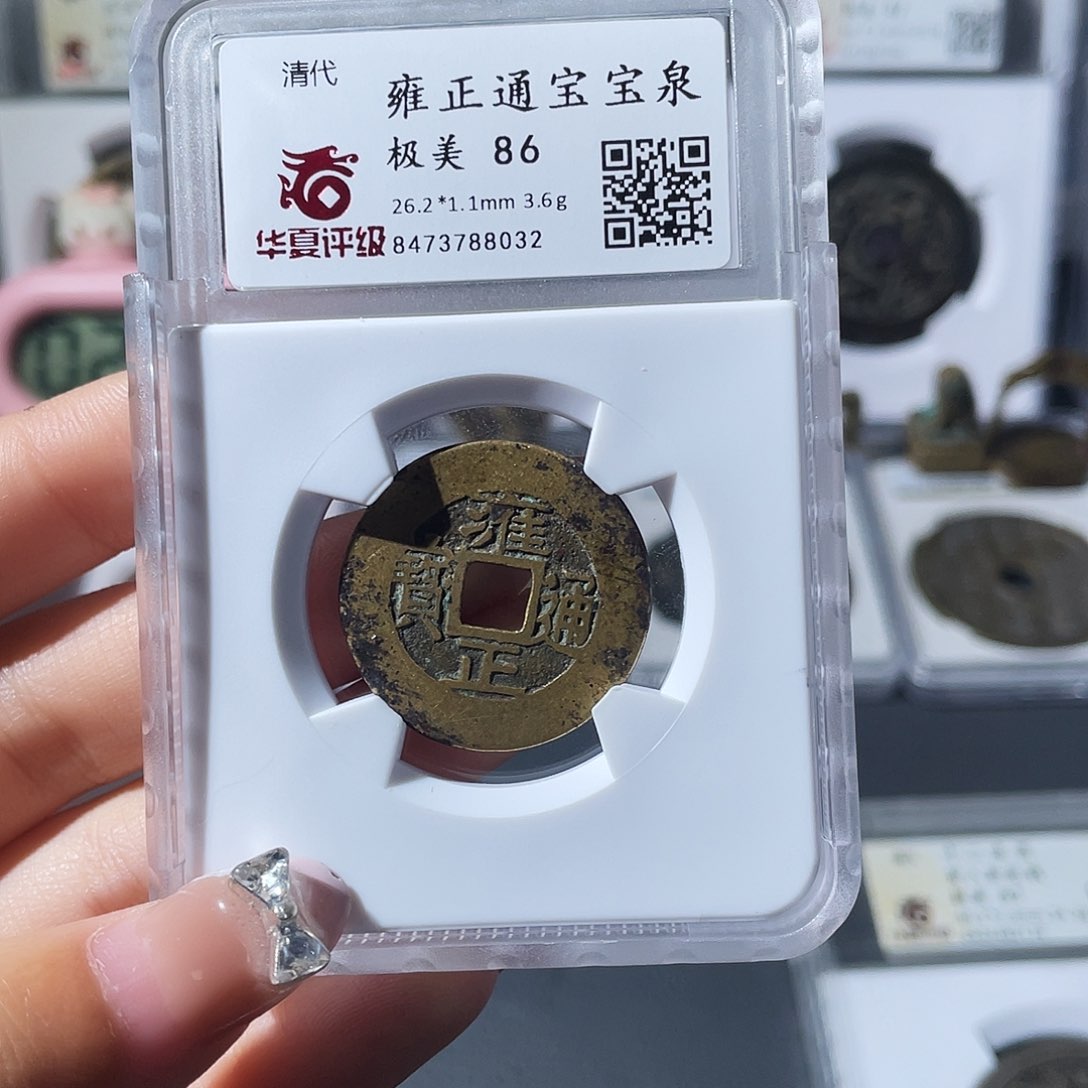 清代
雍正通宝宝泉
极美 86
26.2*1.1mm 3.6g
华夏评级
8473788032
雍
寳 通
正